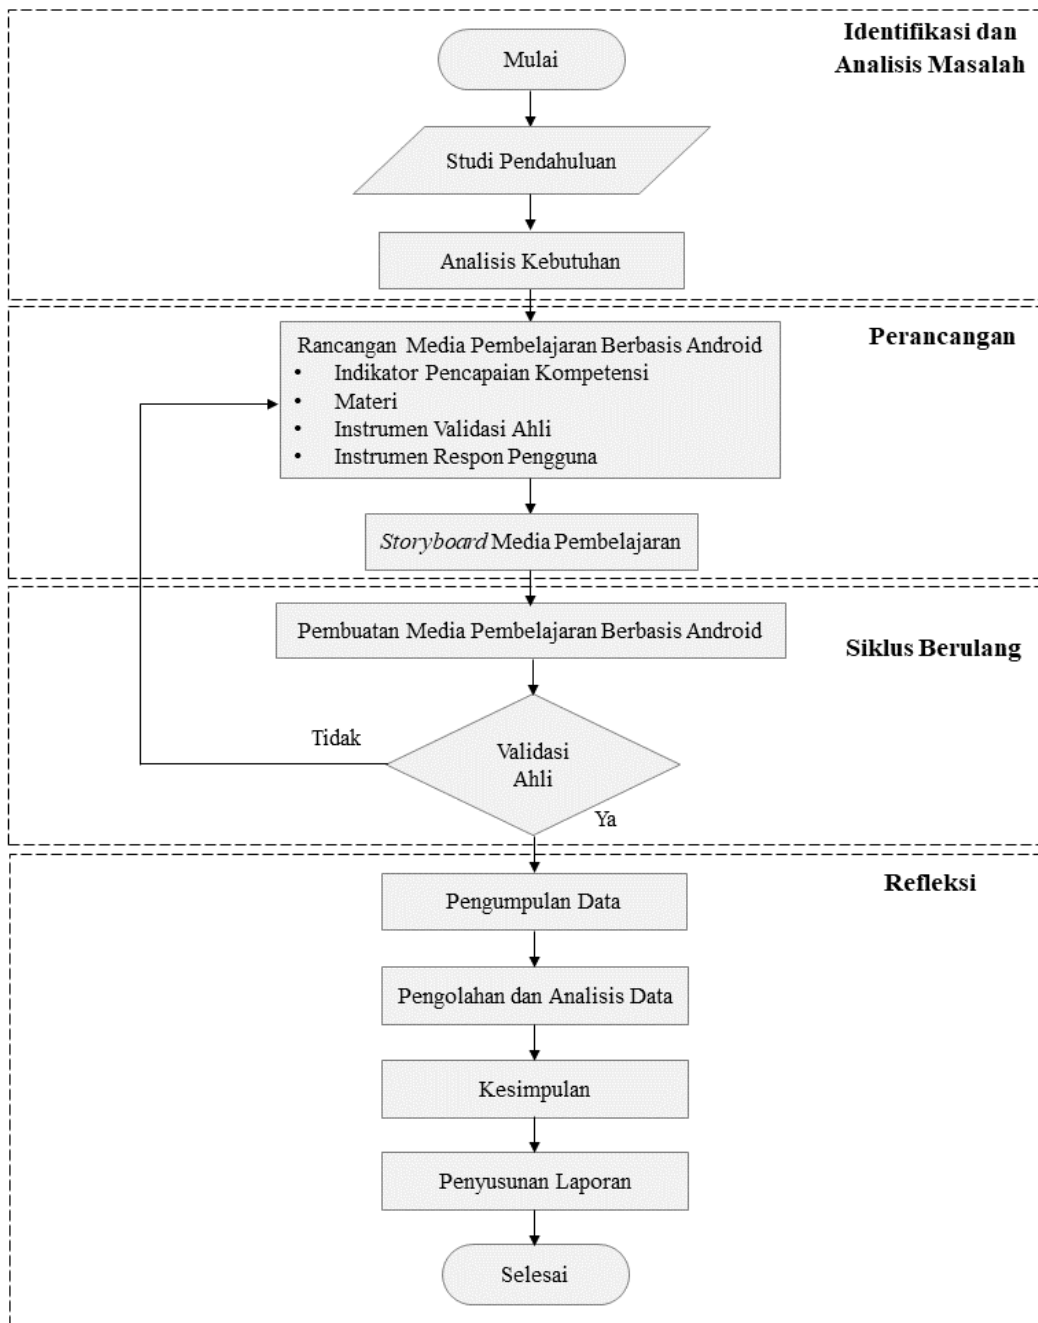 Identifikasi dan
Analisis Masalah
Mulai
Studi Pendahuluan
Analisis Kebutuhan
Perancangan
Rancangan Media Pembelajaran Berbasis Android
• Indikator Pencapaian Kompetensi
• Materi
• Instrumen Validasi Ahli
• Instrumen Respon Pengguna
Storyboard Media Pembelajaran
Siklus Berulang
Pembuatan Media Pembelajaran Berbasis Android
Tidak
Validasi
Ahli
Ya
Refleksi
Pengumpulan Data
Pengolahan dan Analisis Data
Kesimpulan
Penyusunan Laporan
Selesai